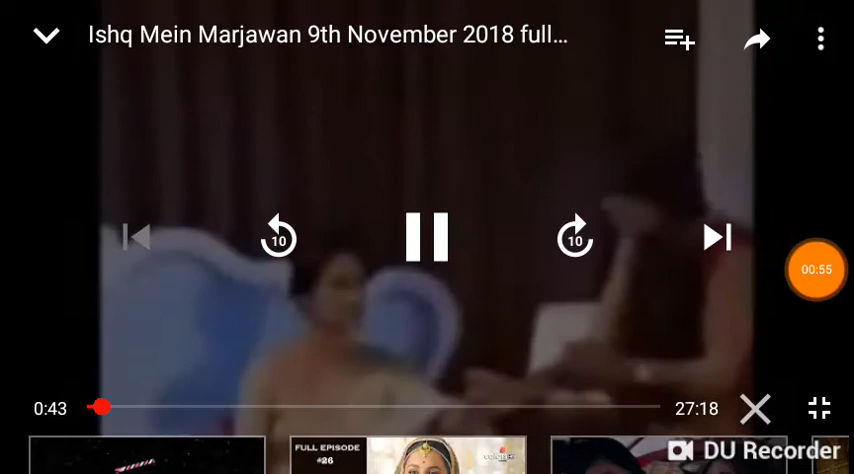 Ishq Mein Marjawan 9th November 2018 full...
10
10
00:55
0:43
27:18
FULL EPISODE
#26
DU Recorder